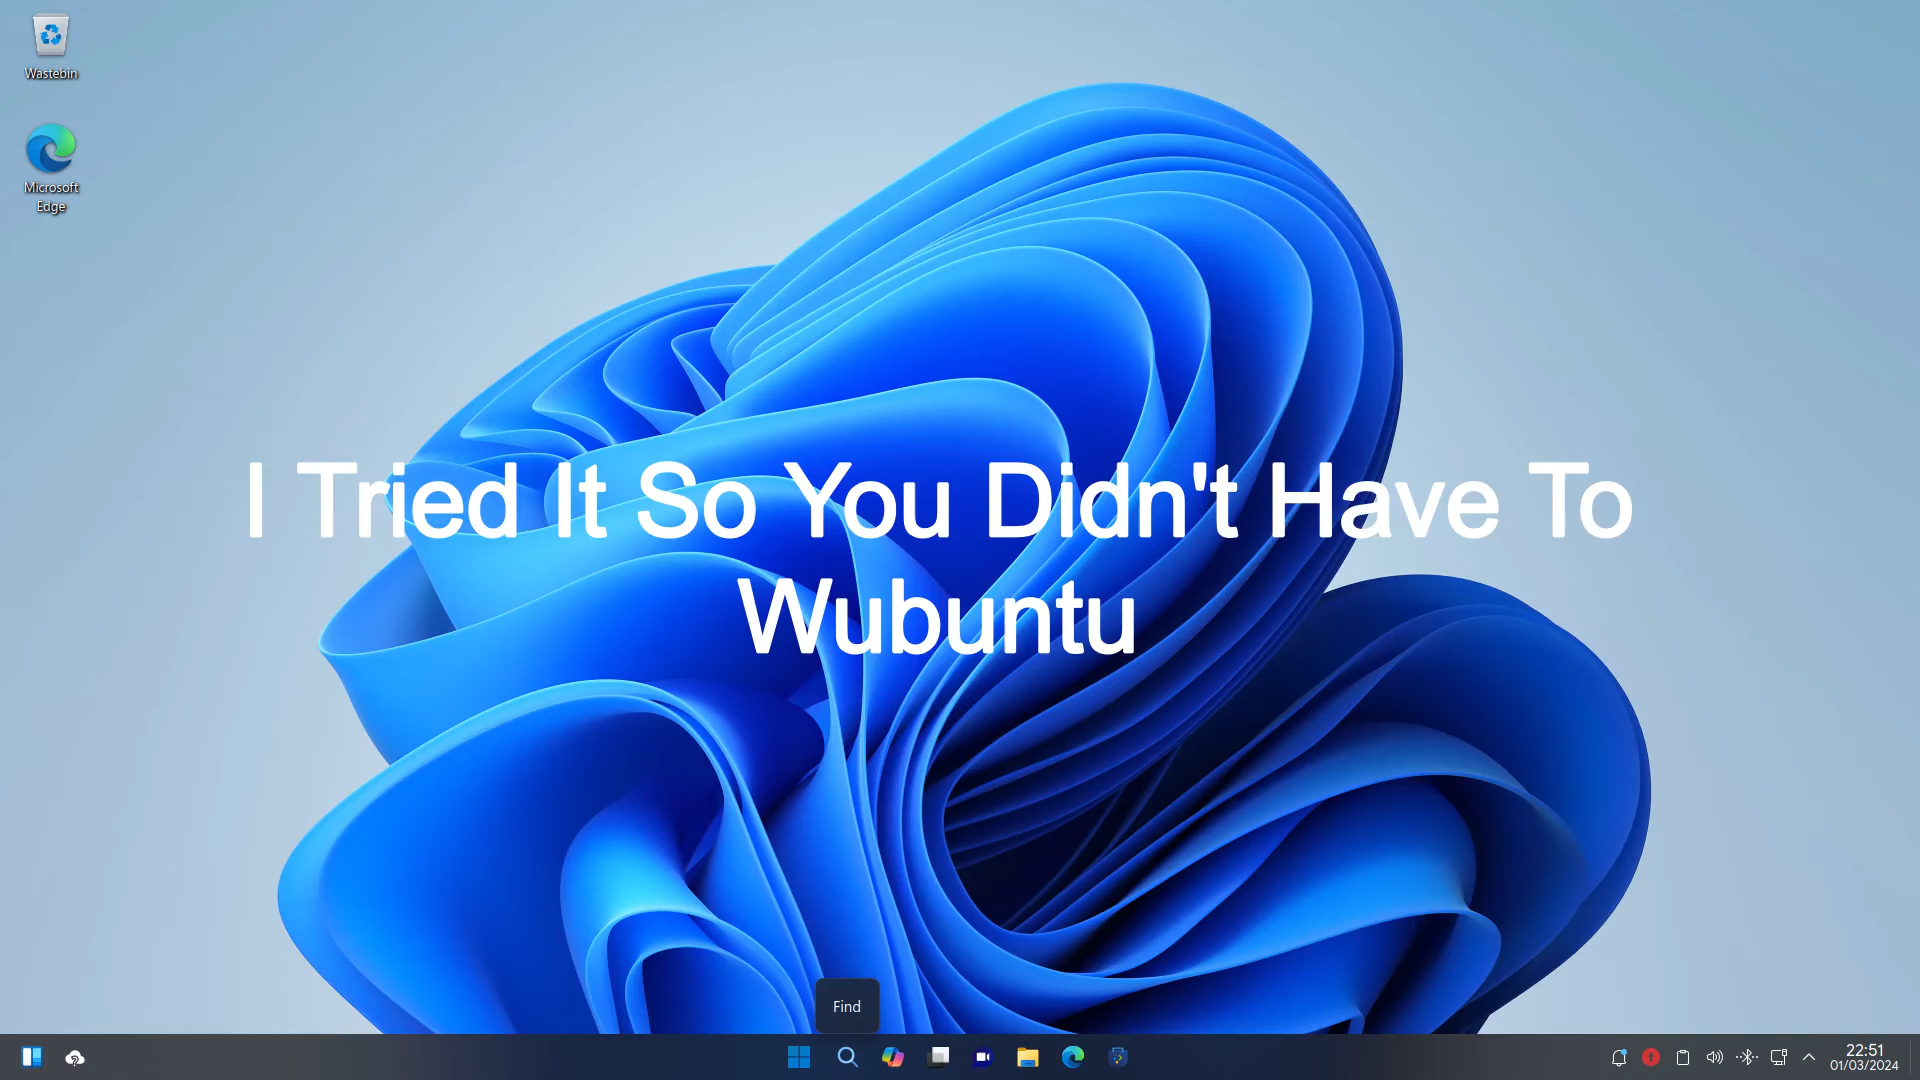 Wastebin
Microsoft
Edge
I Tried It So You Didn't Have To
Wubuntu
Find
22:51
01/03/2024